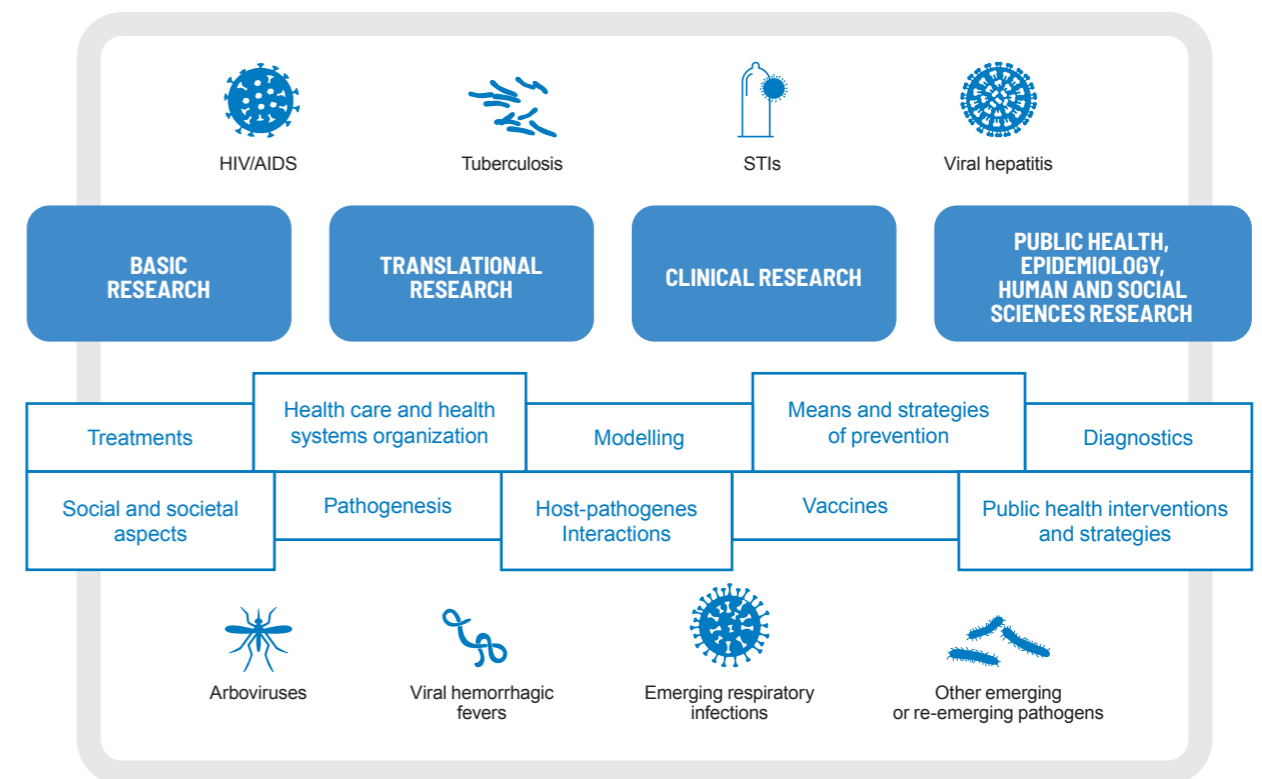 HIV/AIDS
Tuberculosis
STIs
Viral hepatitis
BASIC
RESEARCH
TRANSLATIONAL
RESEARCH
CLINICAL RESEARCH
PUBLIC HEALTH,
EPIDEMIOLOGY,
HUMAN AND SOCIAL
SCIENCES RESEARCH
Treatments
Health care and health
systems organization
Modelling
Means and strategies
of prevention
Diagnostics
Social and societal
aspects
Pathogenesis
Host-pathogenes
Interactions
Vaccines
Public health interventions
and strategies
Arboviruses
Viral hemorrhagic
fevers
Emerging respiratory
infections
Other emerging
or re-emerging pathogens